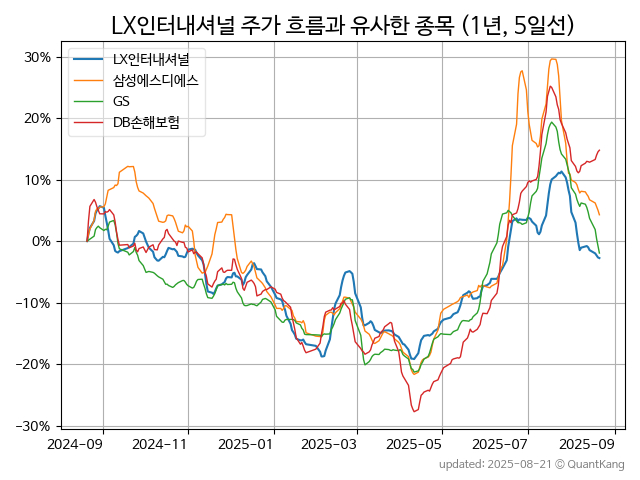 LX인터내셔널 주가 흐름과 유사한 종목 (1년, 5일선)
LX인터내셔널
삼성에스디에스
GS
DB손해보험
30%
20%
10%
0%
-10%
-20%
-30%
2024-09 2024-11 2025-01 2025-03 2025-05 2025-07 2025-09
updated: 2025-08-21 © QuantKang